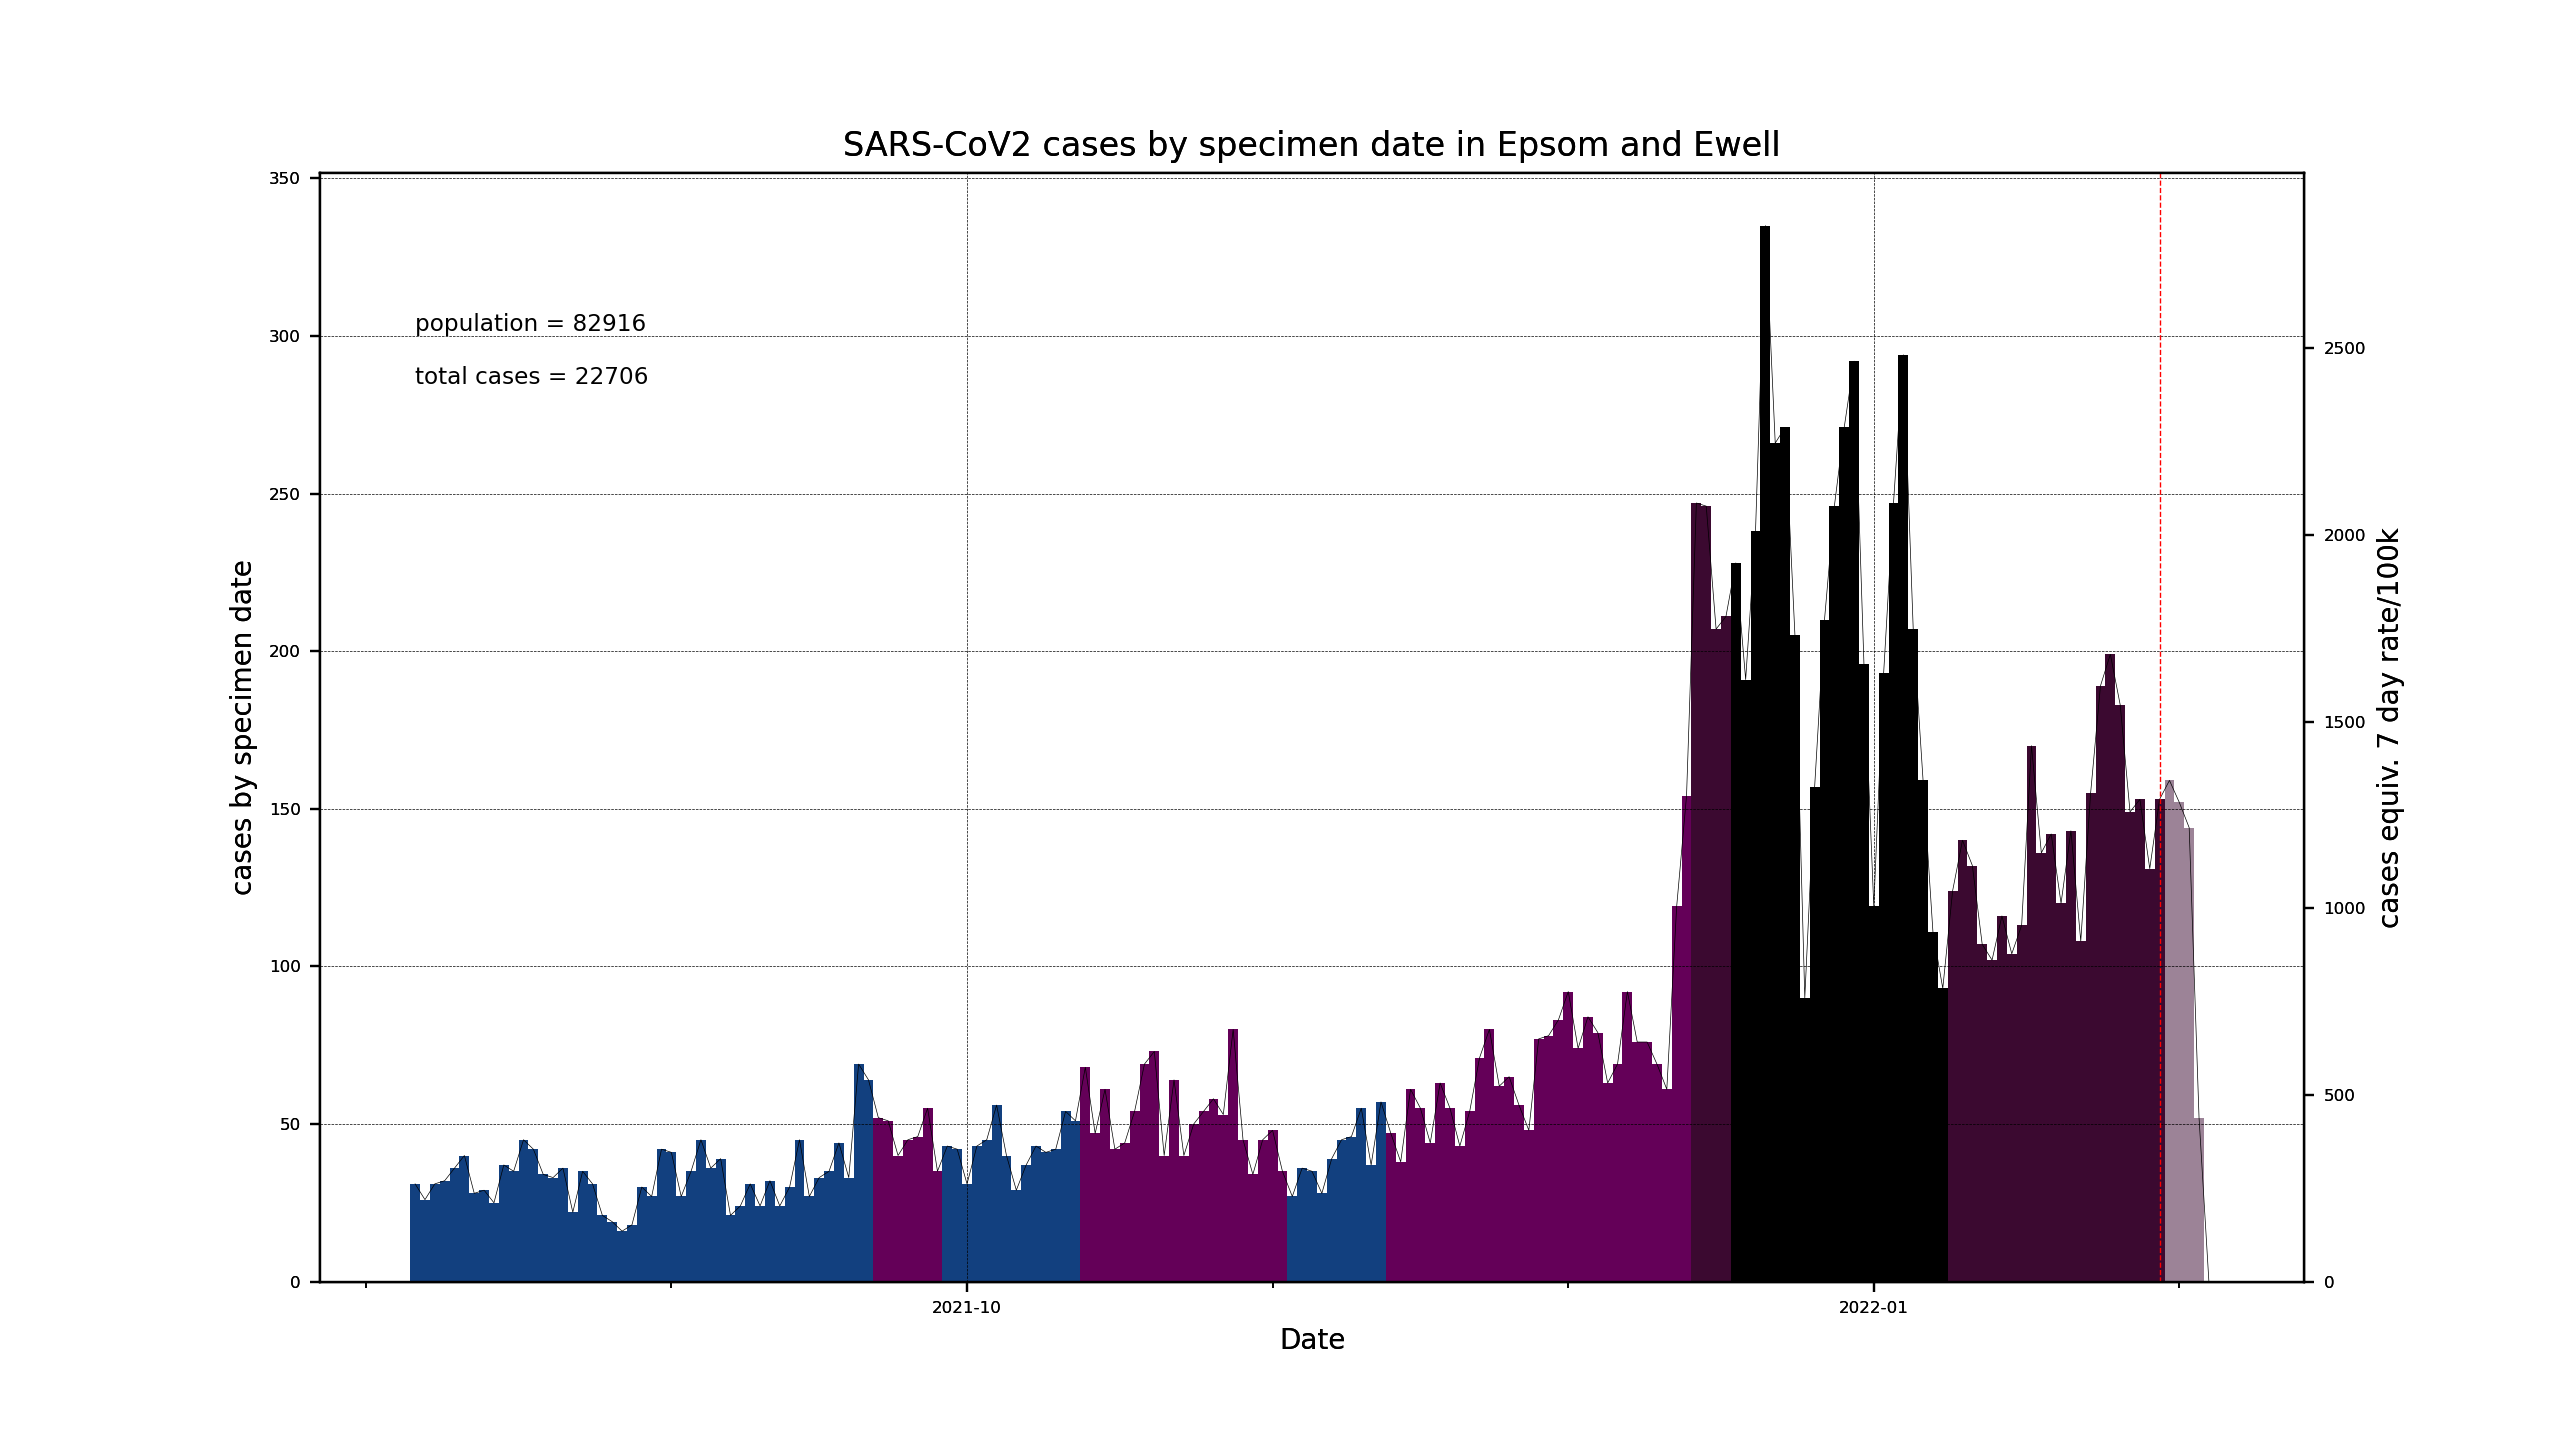 SARS-CoV2 cases by specimen date in Epsom and Ewell
population = 82916
total cases = 22706
cases by specimen date
350
300
250
200
150
100
50
0
2500
2000
1500
1000
500
0
cases equiv. 7 day rate/100k
2021-10
2022-01
Date